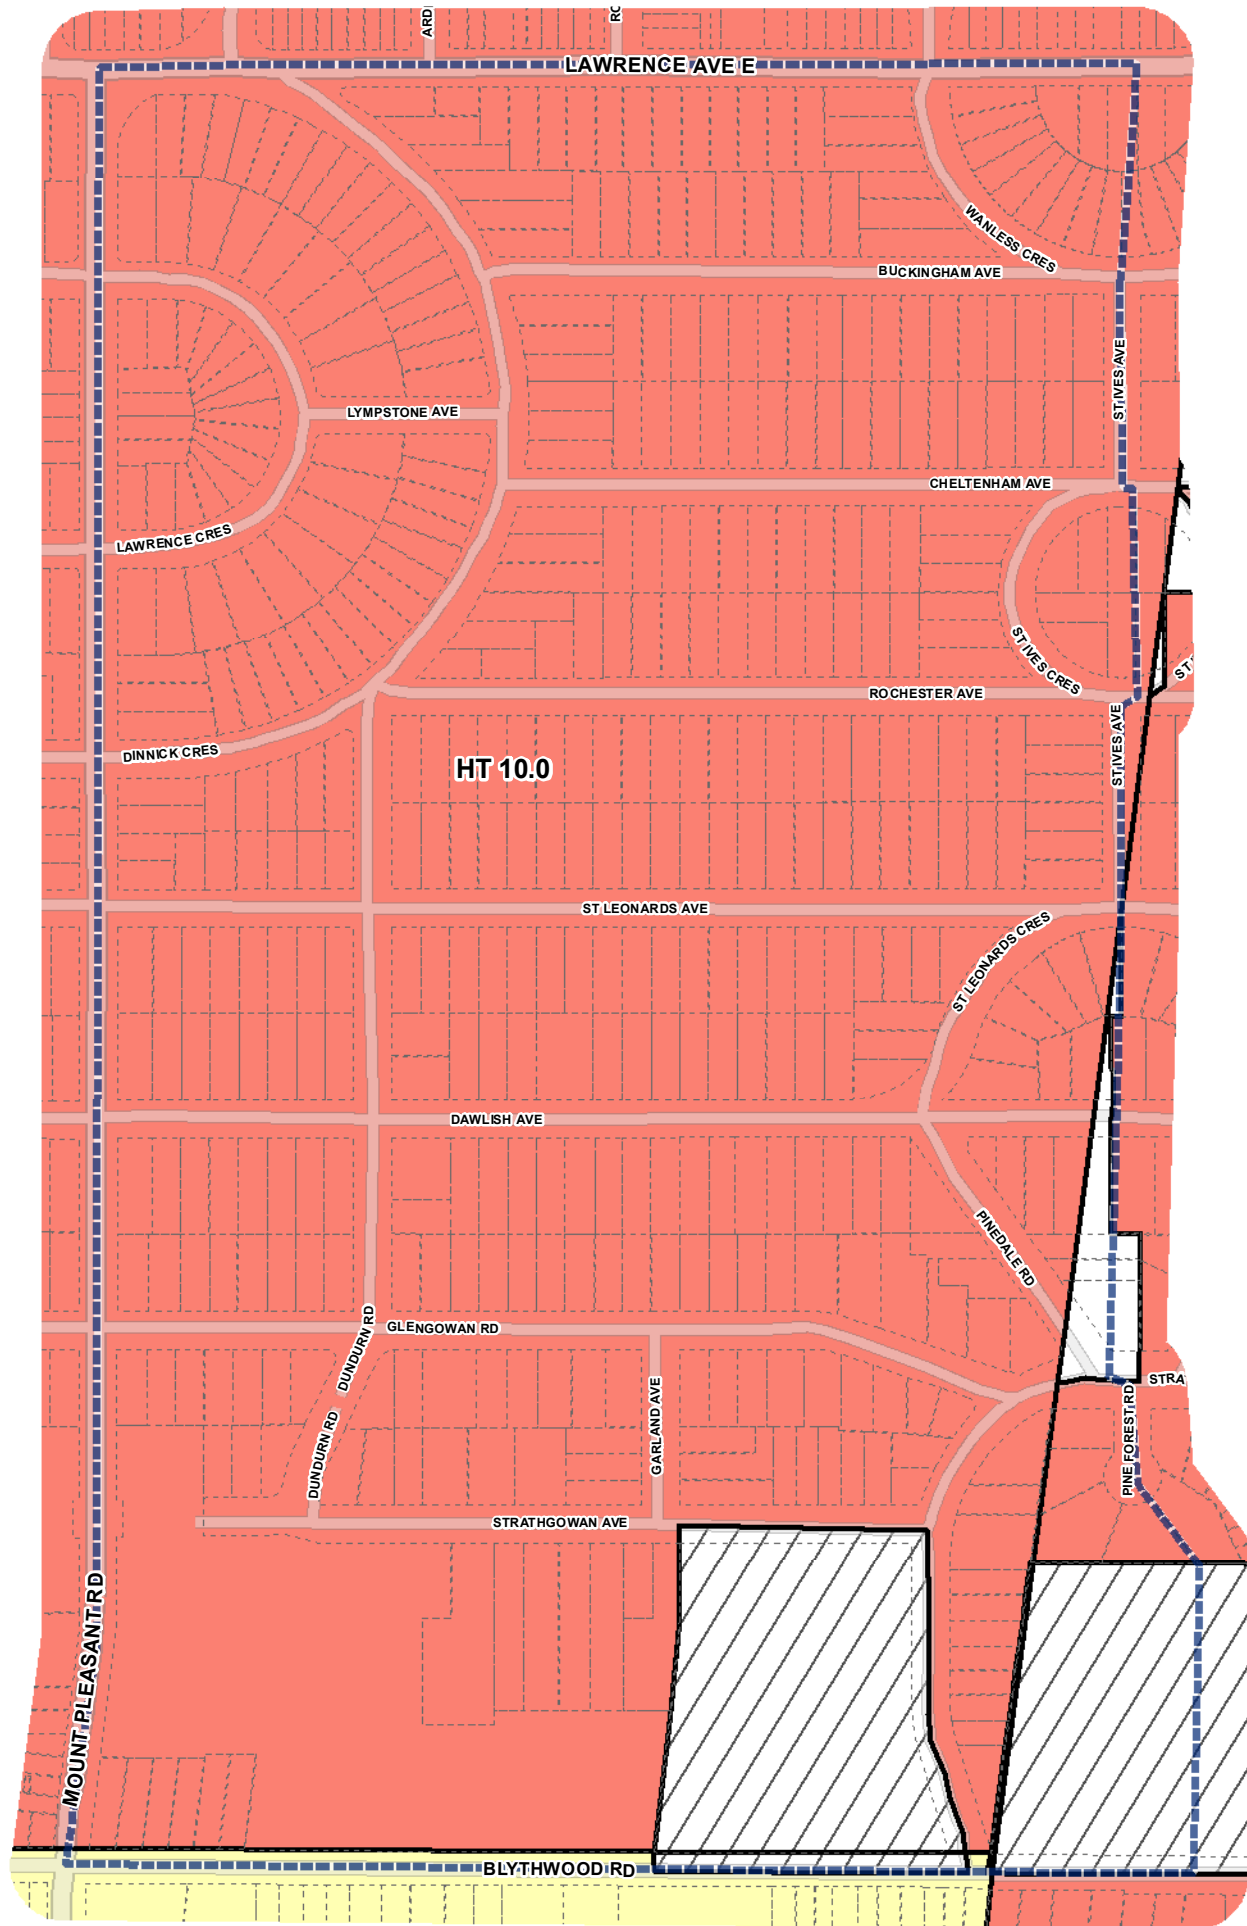 ARD
RO
LAWRENCE AVE E
WANLESS CRES
BUCKINGHAM AVE
ST IVES AVE
LYMPSTONE AVE
CHELTENHAM AVE
LAWRENCE CRES
ST IVES CRES
ST I
ROCHESTER AVE
ST IVES AVE
DINNICK CRES
HT 10.0
ST LEONARDS AVE
ST LEONARDS CRES
DAWLISH AVE
PINEDALE RD
DUNDURN RD
GLENGOWAN RD
STRA
GARLAND AVE
PINE FOREST RD
DUNDURN RD
STRATHGOWAN AVE
MOUNT PLEASANT RD
BLYTHWOOD RD